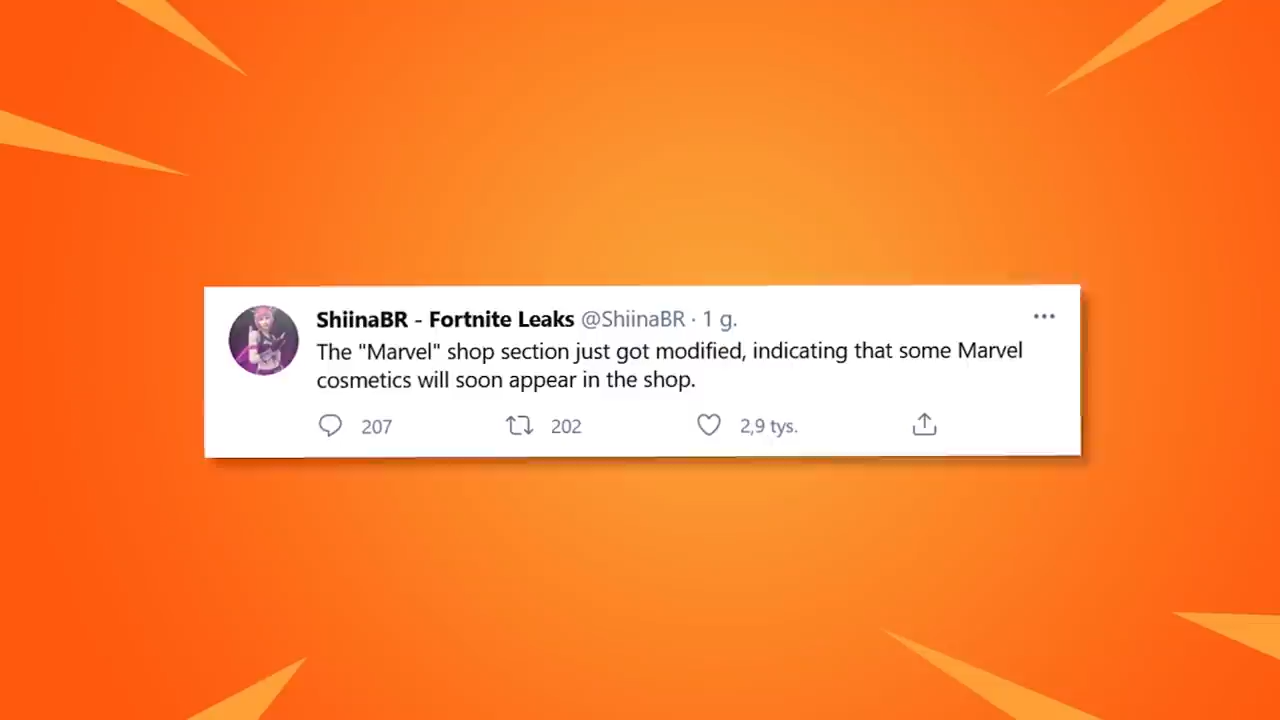 ShiinaBR - Fortnite Leaks @ShiinaBR · 1 g.
The "Marvel" shop section just got modified, indicating that some Marvel
cosmetics will soon appear in the shop.
207 202 2,9 tys.